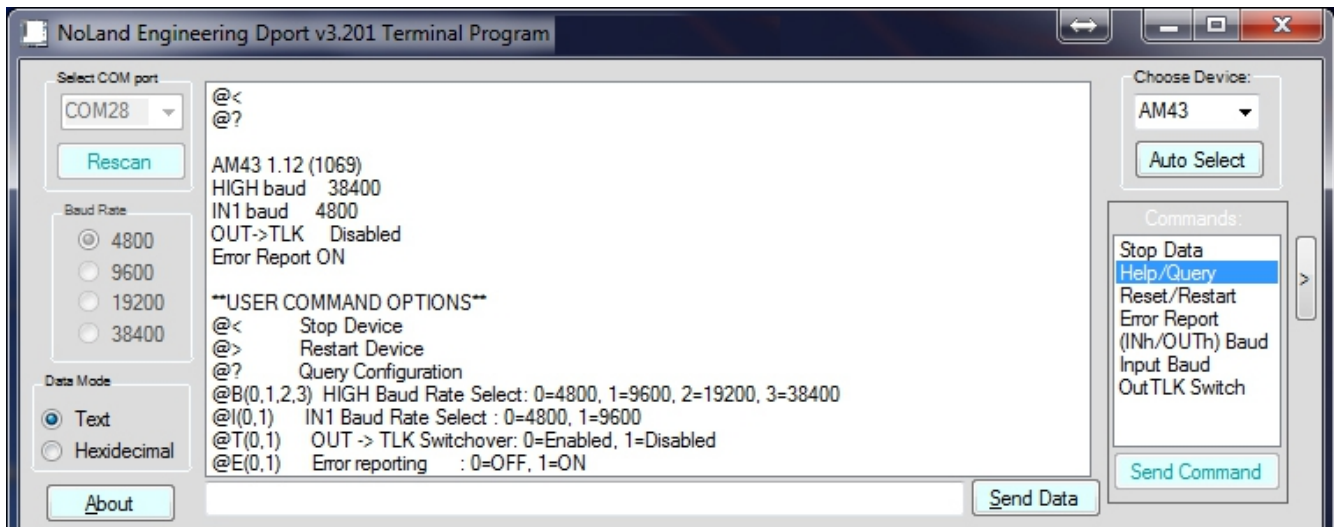 NoLand Engineering Dport v3.201 Terminal Program
Select COM port
COM28
Rescan
Baud Rate
4800
9600
19200
38400
Data Mode
Text
Hexidecimal
About
@<
@?
AM43 1.12 (1069)
HIGH baud 38400
IN1 baud 4800
OUT->TLK Disabled
Error Report ON
**USER COMMAND OPTIONS**
@< Stop Device
@> Restart Device
@? Query Configuration
@B(0,1,2,3) HIGH Baud Rate Select: 0=4800, 1=9600, 2=19200, 3=38400
@I(0,1) IN1 Baud Rate Select : 0=4800, 1=9600
@T(0,1) OUT -> TLK Switchover: 0=Enabled, 1=Disabled
@E(0,1) Error reporting : 0=OFF, 1=ON
Send Data
Choose Device:
AM43
Auto Select
Commands:
Stop Data
Help/Query
Reset/Restart
Error Report
(INh/OUTh) Baud
Input Baud
OutTLK Switch
Send Command
>